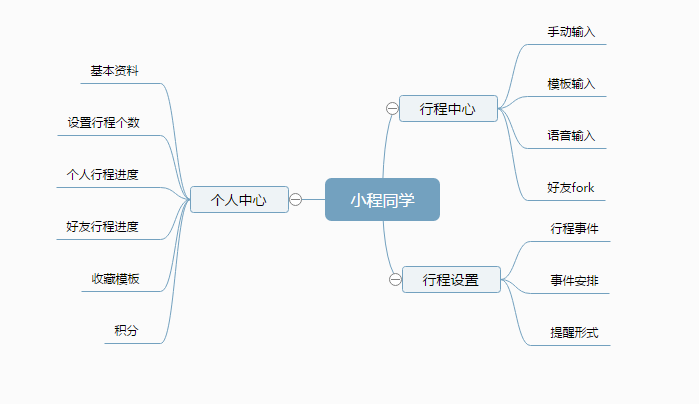 小程同学
个人中心
基本资料
设置行程个数
个人行程进度
好友行程进度
收藏模板
积分
行程中心
手动输入
模板输入
语音输入
好友fork
行程设置
行程事件
事件安排
提醒形式